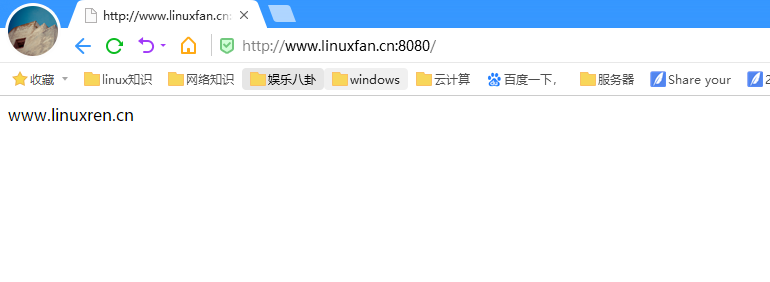 http://www.linuxfan.cn:
http://www.linuxfan.cn:8080/
收藏 linux知识 网络知识 娱乐八卦 windows 云计算 百度一下， 服务器 Share your 2
www.linuxren.cn